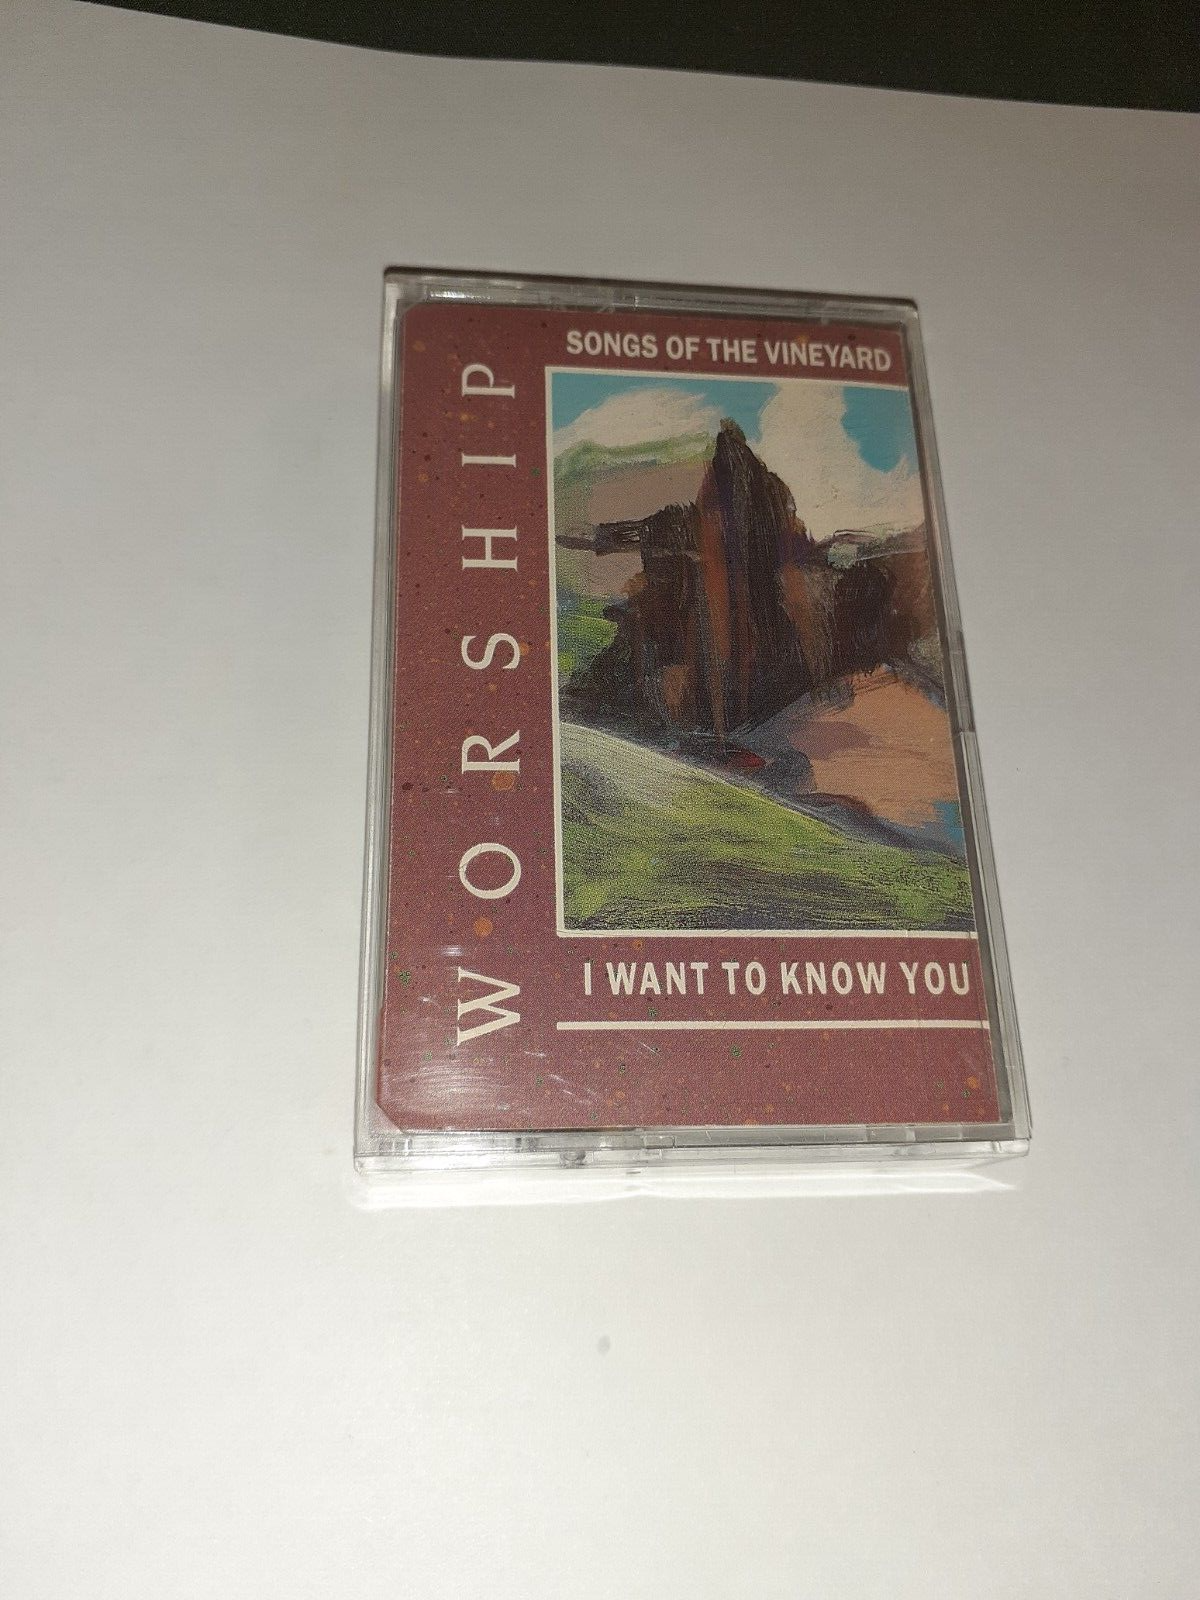 SONGS OF THE VINEYARD
WORSHIP
I WANT TO KNOW YOU